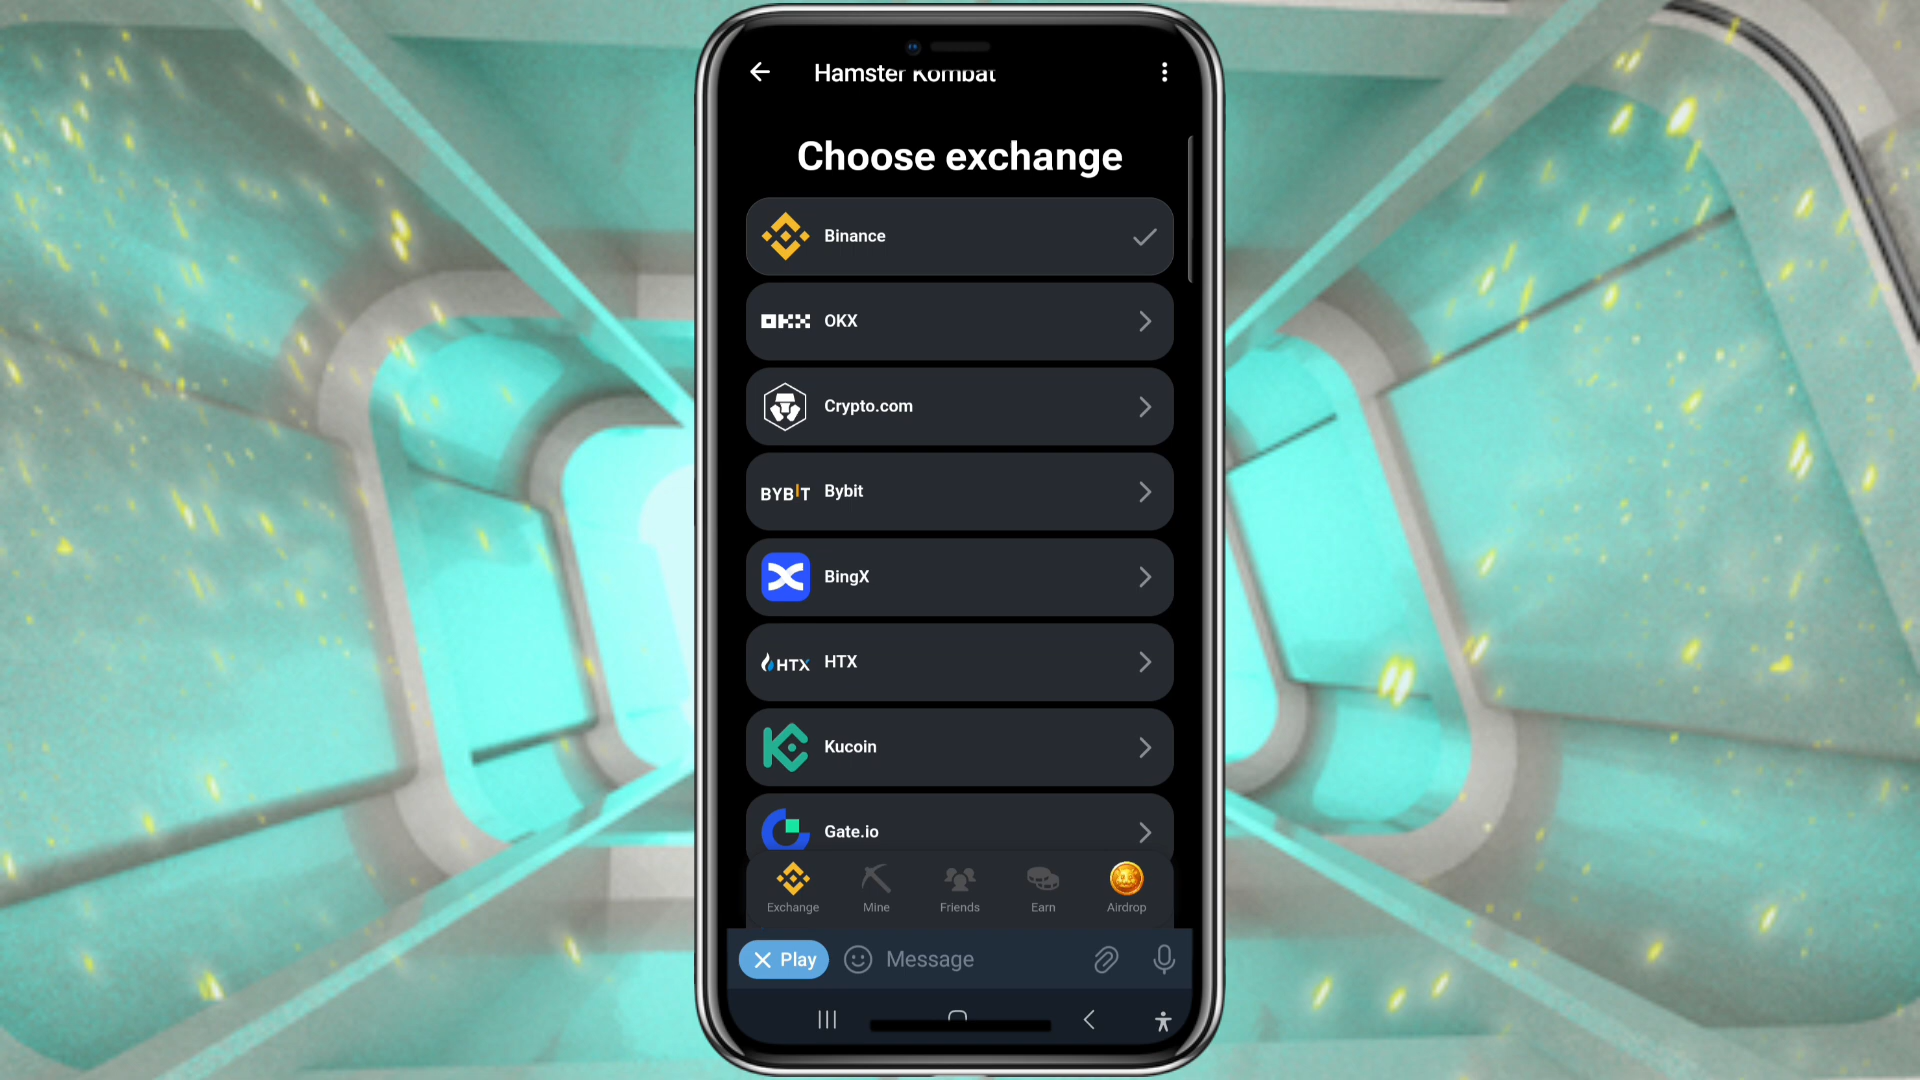 Hamster Kombat
Choose exchange
Binance
OKX OKX
Crypto.com
BYBIT Bybit
BingX
HTX HTX
Kucoin
Gate.io
Exchange Mine Friends Earn Airdrop
Play Message